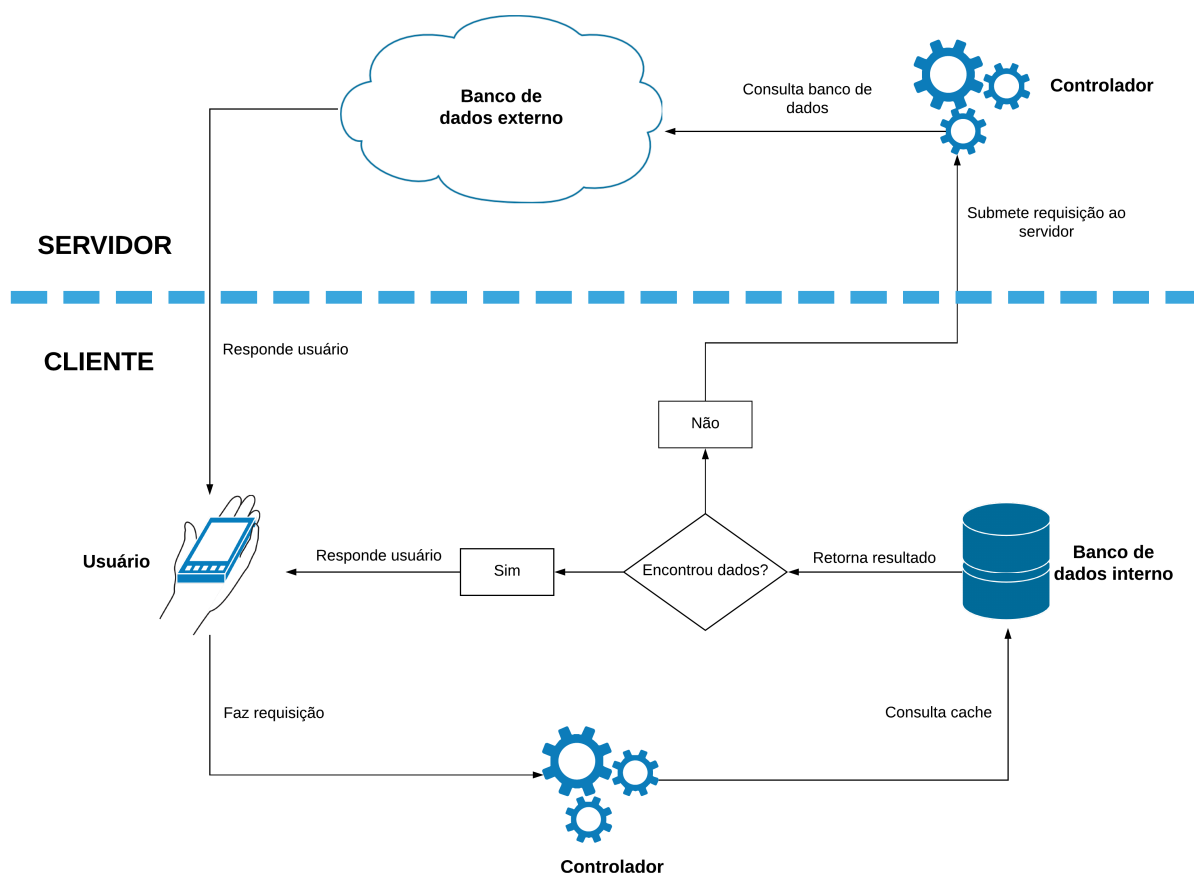 Banco de
dados externo
Consulta banco de
dados
Controlador
Submete requisição ao
servidor
SERVIDOR
CLIENTE
Responde usuário
Não
Usuário
Responde usuário
Sim
Encontrou dados?
Retorna resultado
Banco de
dados interno
Faz requisição
Consulta cache
Controlador